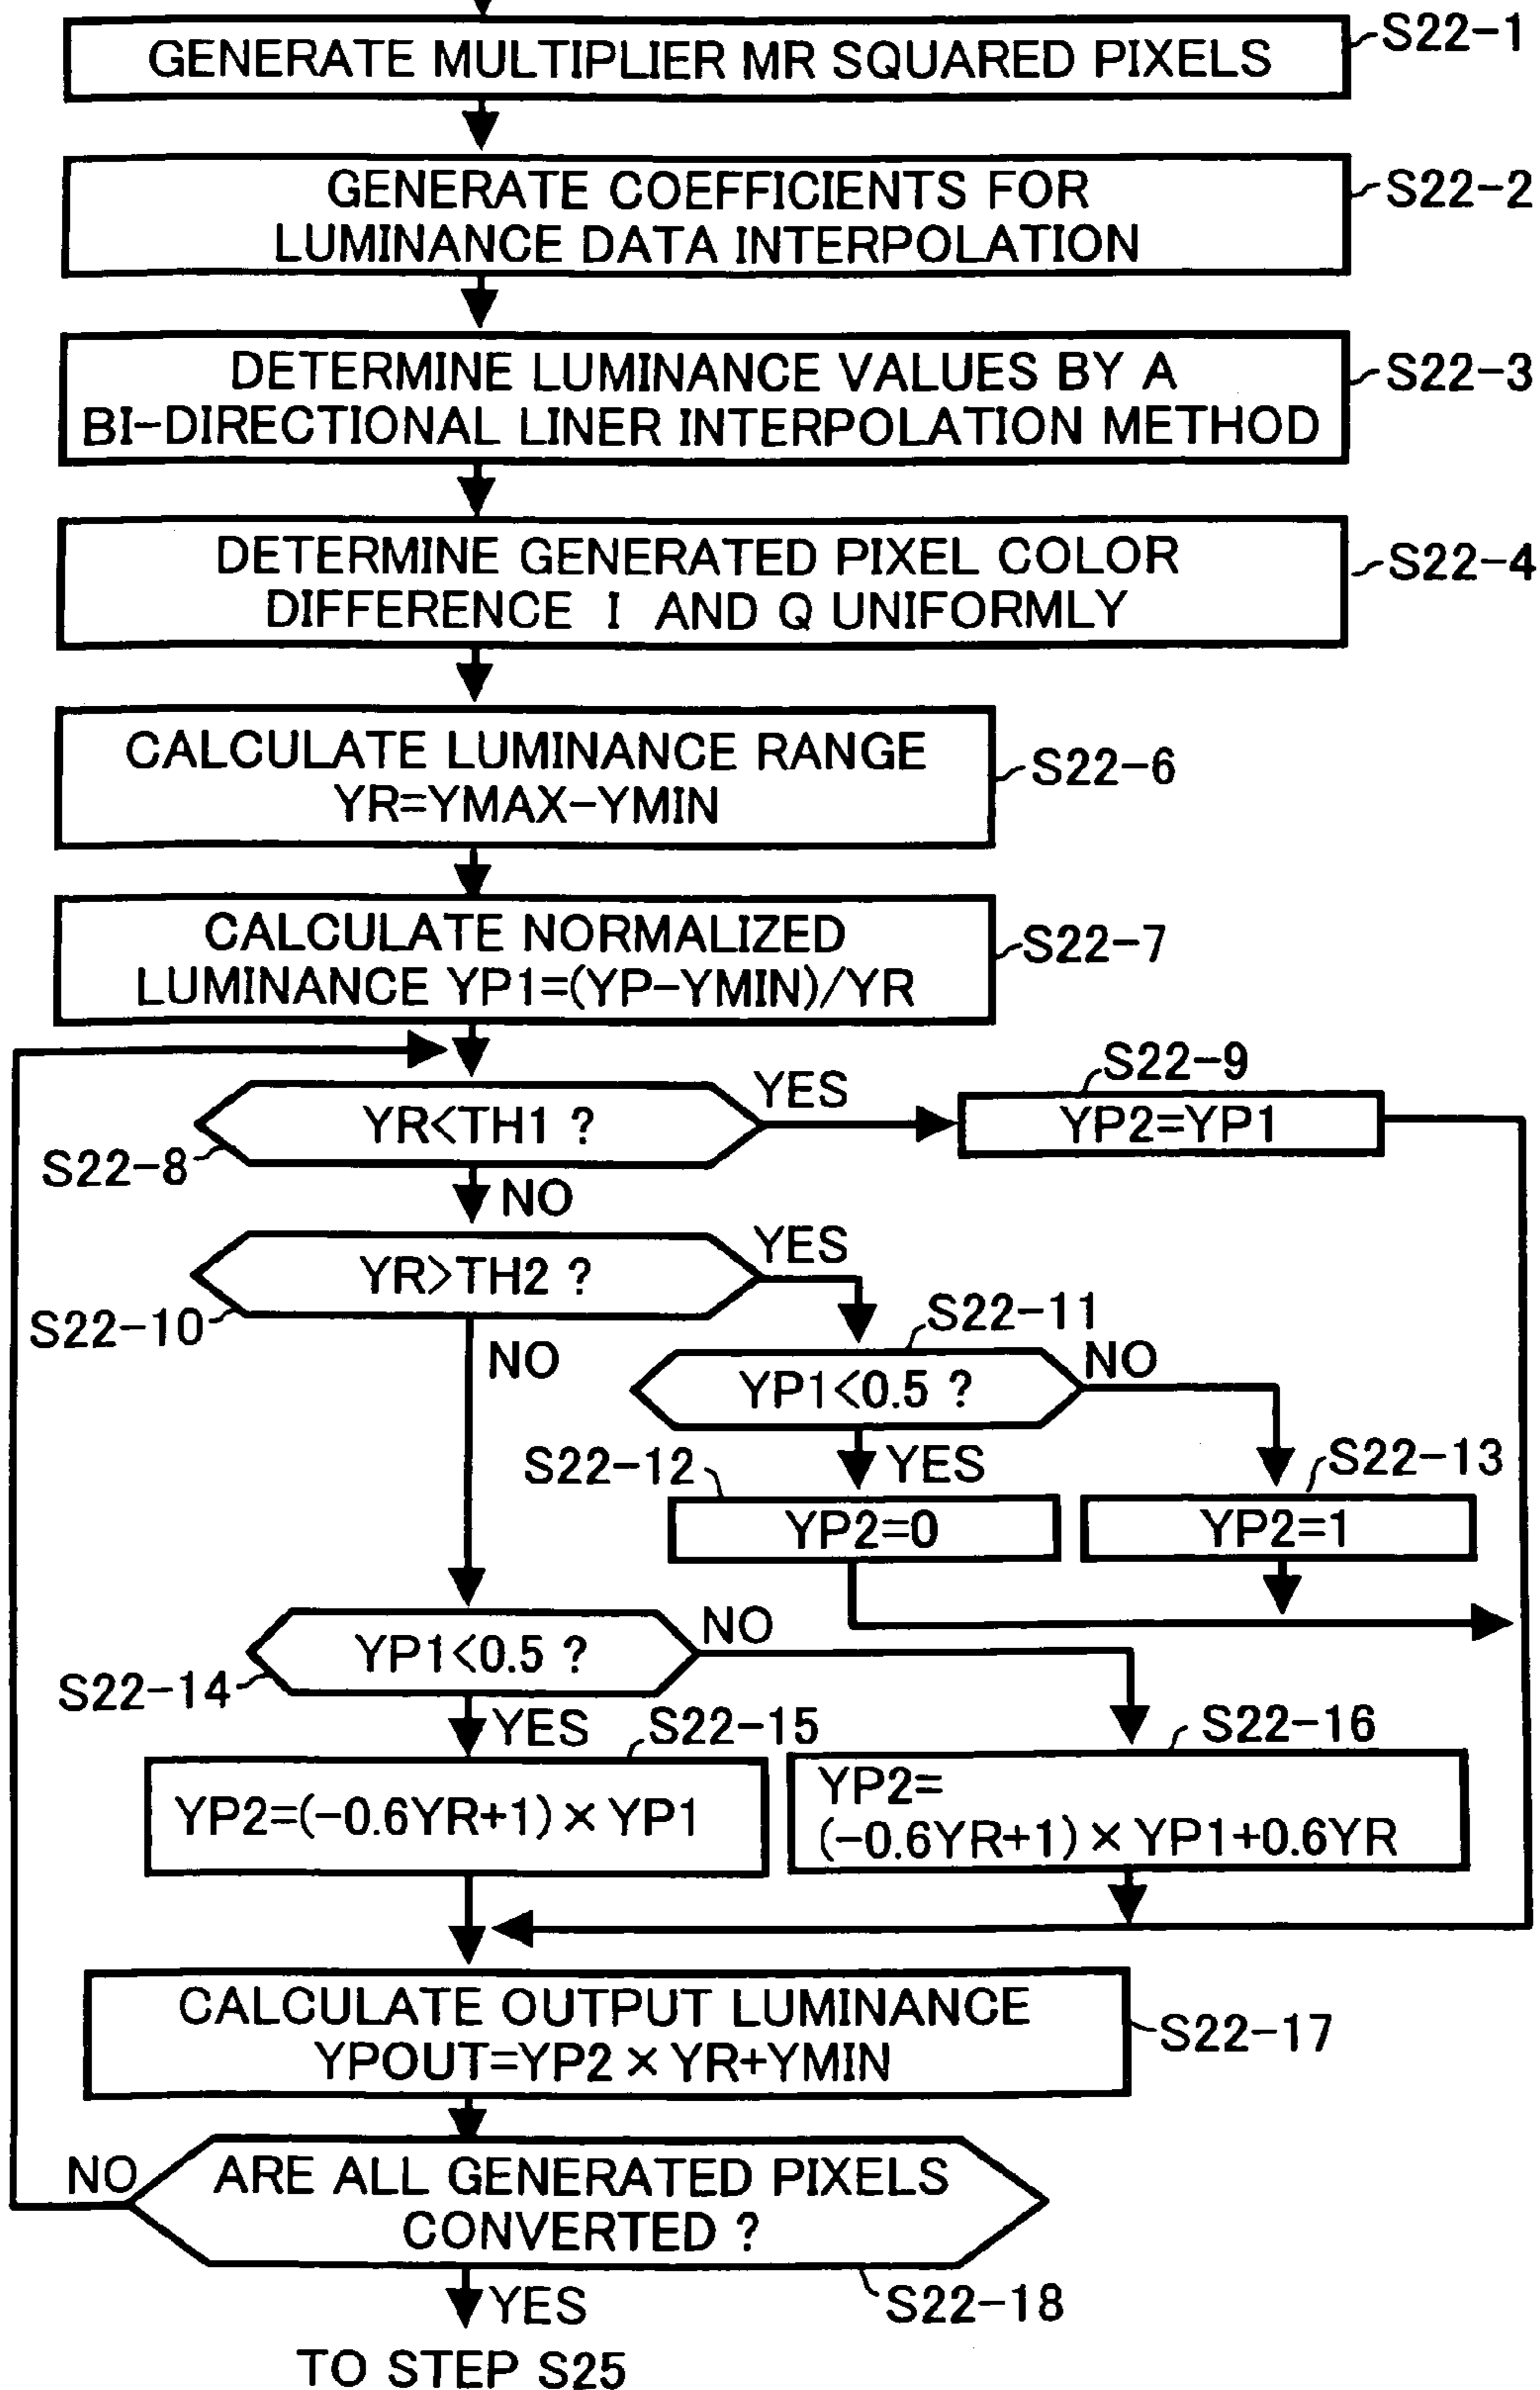 S22-1
GENERATE MULTIPLIER MR SQUARED PIXELS
S22-2
GENERATE COEFFICIENTS FOR
LUMINANCE DATA INTERPOLATION
S22-3
DETERMINE LUMINANCE VALUES BY A
BI-DIRECTIONAL LINER INTERPOLATION METHOD
S22-4
DETERMINE GENERATED PIXEL COLOR
DIFFERENCE I AND Q UNIFORMLY
S22-6
CALCULATE LUMINANCE RANGE
YR=YMAX-YMIN
S22-7
CALCULATE NORMALIZED
LUMINANCE YP1=(YP-YMIN)/YR
S22-8
YR<TH1 ?
YES
S22-9
YP2=YP1
NO
S22-10
YR>TH2 ?
YES
NO
S22-11
YP1<0.5 ?
NO
S22-12
YES
S22-13
YP2=0
YP2=1
S22-14
YP1<0.5 ?
NO
YES
S22-15
YP2=(-0.6YR+1)×YP1
S22-16
YP2=
(-0.6YR+1)×YP1+0.6YR
S22-17
CALCULATE OUTPUT LUMINANCE
YPOUT=YP2×YR+YMIN
NO
ARE ALL GENERATED PIXELS
CONVERTED ?
S22-18
YES
TO STEP S25